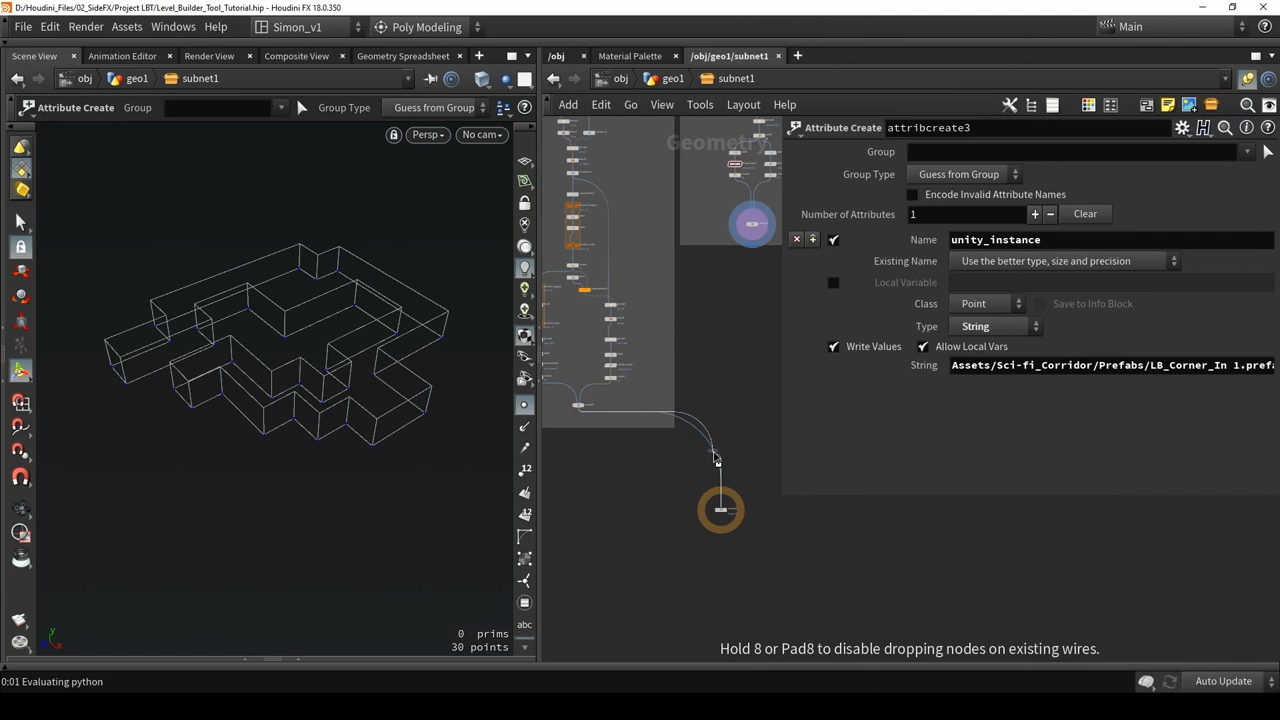 D:/Houdini_Files/02_SideFX/Project LBT/Level_Builder_Tool_Tutorial.hip - Houdini FX 18.0.350
File Edit Render Assets Windows Help Simon_v1 Poly Modeling Main
Scene View Animation Editor Render View Composite View Geometry Spreadsheet
/obj Material Palette /obj/geo1/subnet1
obj geo1 subnet1
obj geo1 subnet1
Attribute Create Group Group Type Guess from Group
Add Edit Go View Tools Layout Help
Persp No cam
Geometry
Attribute Create attribcreate3
Group
Group Type Guess from Group
Encode Invalid Attribute Names
Number of Attributes 1 Clear
Name unity_instance
Existing Name Use the better type, size and precision
Local Variable
Class Point Save to Info Block
Type String
Write Values Allow Local Vars
String Assets/Sci-fi_Corridor/Prefabs/LB_Corner_In 1.prefa
12
12
abc
y
x
0 prims
30 points
Hold 8 or Pad8 to disable dropping nodes on existing wires.
0:01 Evaluating python
Auto Update